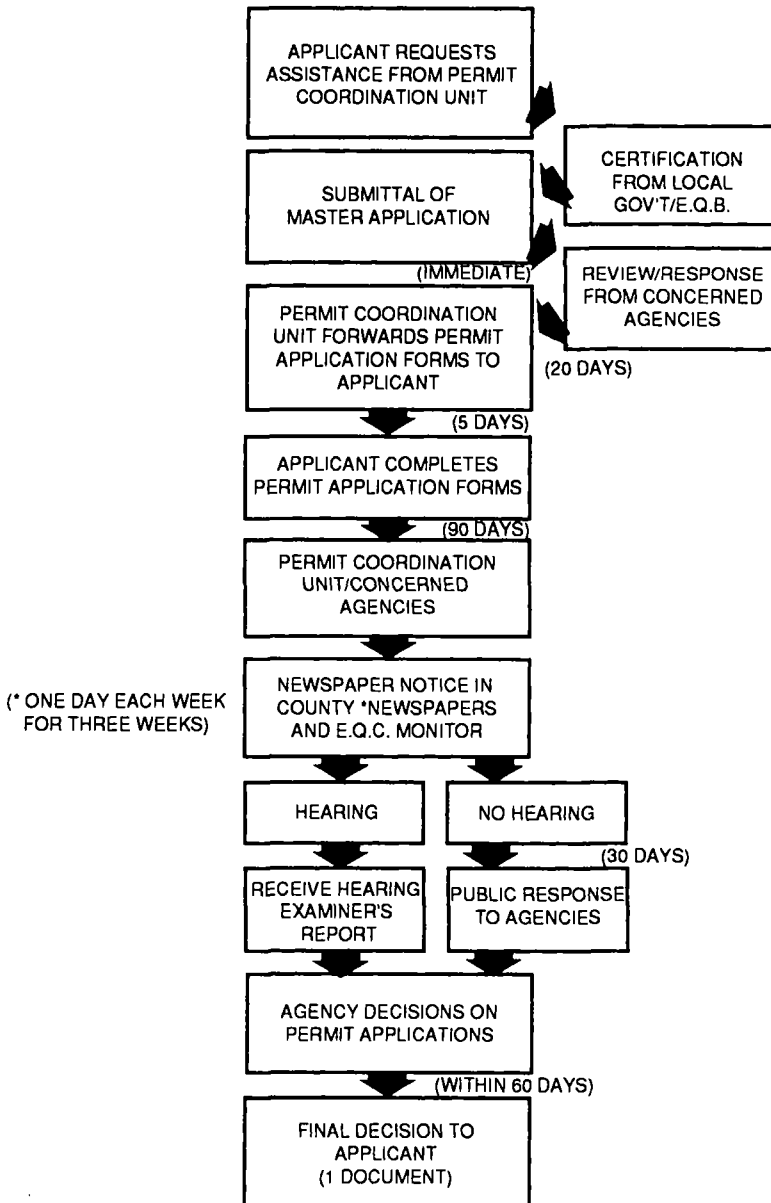 APPLICANT REQUESTS
ASSISTANCE FROM PERMIT
COORDINATION UNIT
CERTIFICATION
FROM LOCAL
GOV'T/E.Q.B.
SUBMITTAL OF
MASTER APPLICATION
(IMMEDIATE)
REVIEW/RESPONSE
FROM CONCERNED
AGENCIES
(20 DAYS)
PERMIT COORDINATION
UNIT FORWARDS PERMIT
APPLICATION FORMS TO
APPLICANT
(5 DAYS)
APPLICANT COMPLETES
PERMIT APPLICATION FORMS
(90 DAYS)
PERMIT COORDINATION
UNIT/CONCERNED
AGENCIES
(* ONE DAY EACH WEEK
FOR THREE WEEKS)
NEWSPAPER NOTICE IN
COUNTY *NEWSPAPERS
AND E.Q.C. MONITOR
HEARING
NO HEARING
(30 DAYS)
RECEIVE HEARING
EXAMINER'S
REPORT
PUBLIC RESPONSE
TO AGENCIES
AGENCY DECISIONS ON
PERMIT APPLICATIONS
(WITHIN 60 DAYS)
FINAL DECISION TO
APPLICANT
(1 DOCUMENT)